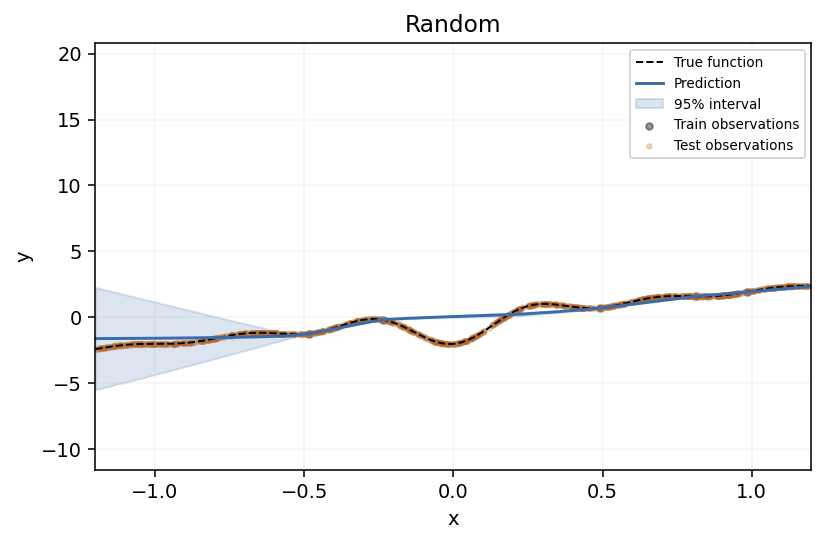 Random
20
15
10
5
0
−5
−10
y
−1.0
−0.5
0.0
0.5
1.0
x
True function
Prediction
95% interval
Train observations
Test observations